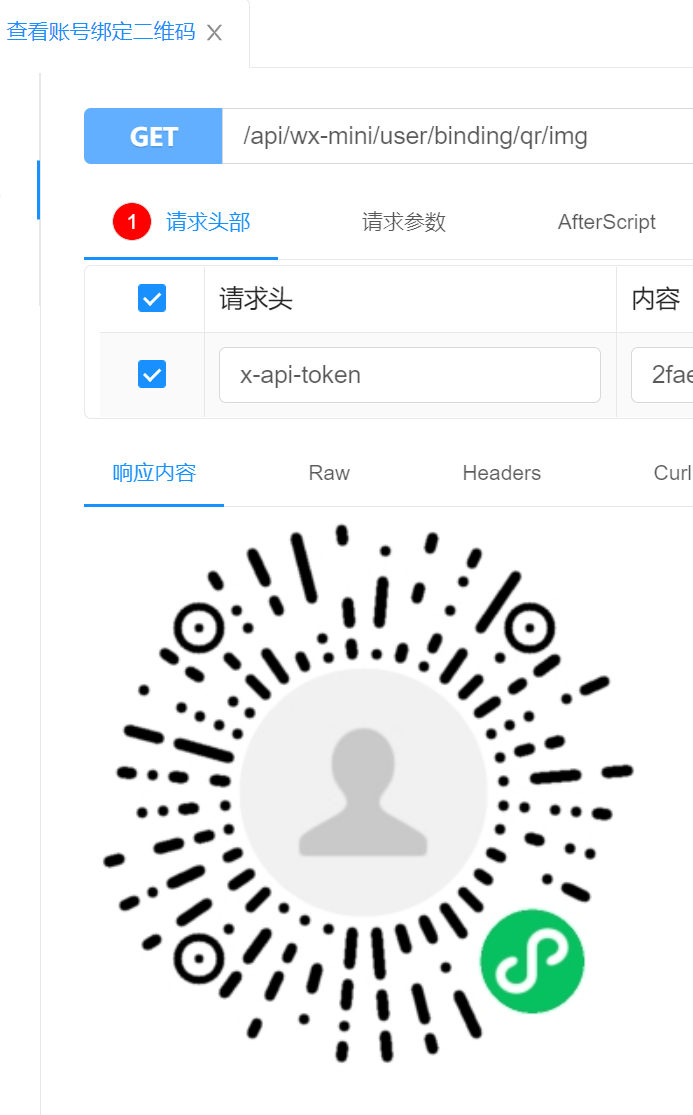 查看账号绑定二维码
GET /api/wx-mini/user/binding/qr/img
1 请求头部 请求参数 AfterScript
请求头 内容
x-api-token 2fae
响应内容 Raw Headers Curl